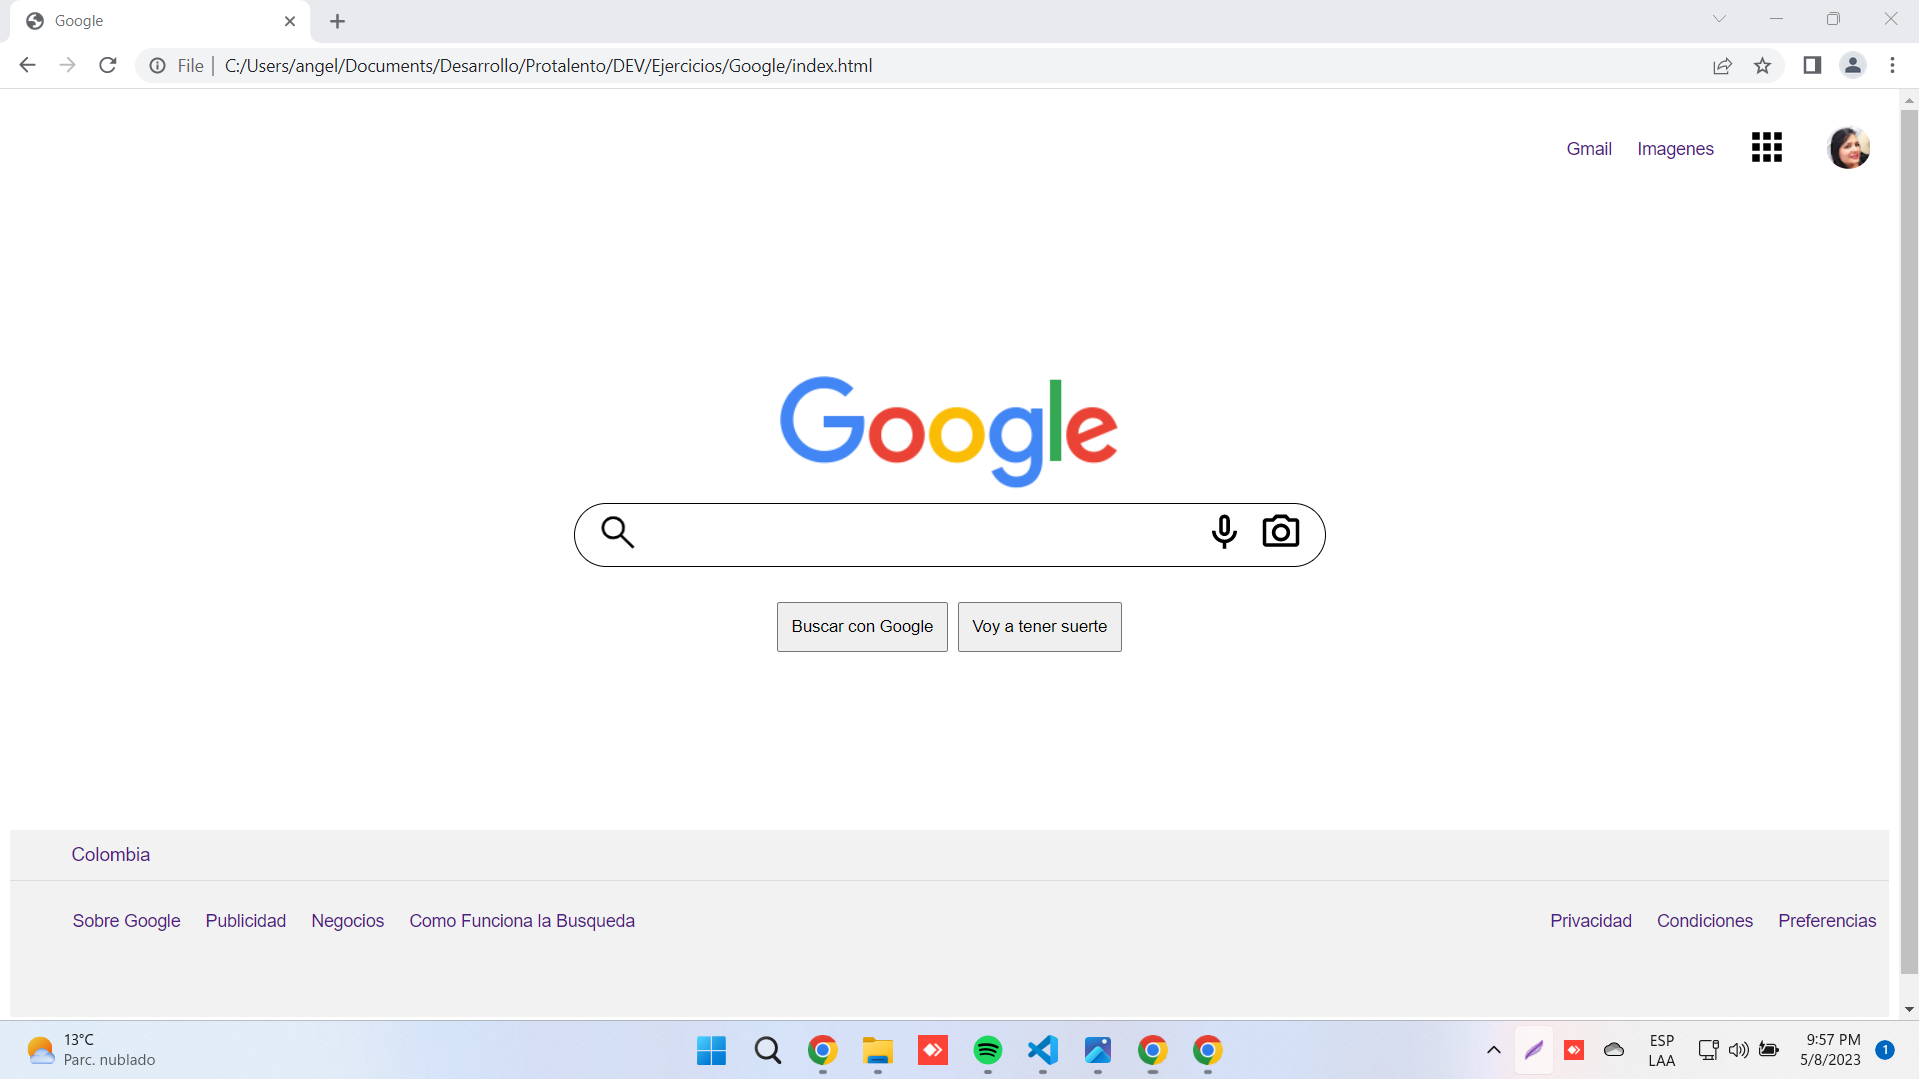 Google
File
C:/Users/angel/Documents/Desarrollo/Protalento/DEV/Ejercicios/Google/index.html
Gmail Imagenes
Google
Buscar con Google Voy a tener suerte
Colombia
Sobre Google Publicidad Negocios Como Funciona la Busqueda Privacidad Condiciones Preferencias
13°C
Parc. nublado
ESP
LAA
9:57 PM
5/8/2023
1